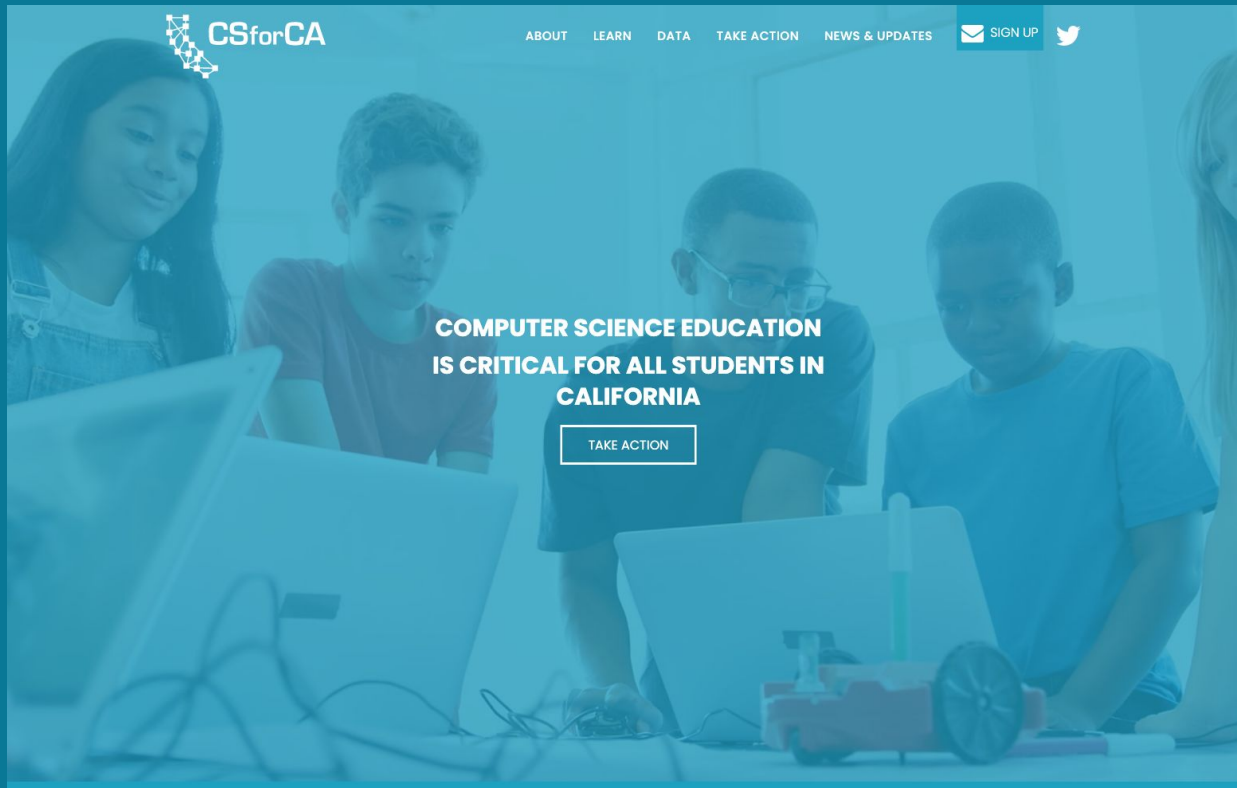 CSforCA
ABOUT LEARN DATA TAKE ACTION NEWS & UPDATES SIGN UP
COMPUTER SCIENCE EDUCATION
IS CRITICAL FOR ALL STUDENTS IN
CALIFORNIA
TAKE ACTION